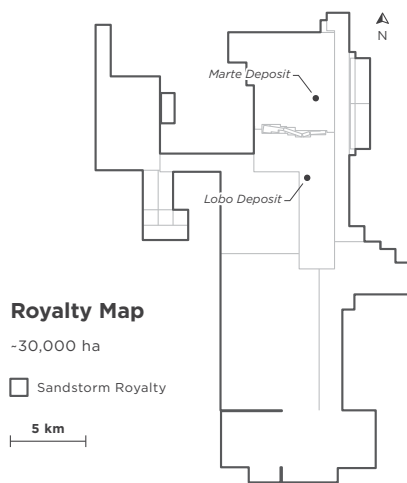 N
Marte Deposit
Lobo Deposit
Royalty Map
~30,000 ha
Sandstorm Royalty
5 km